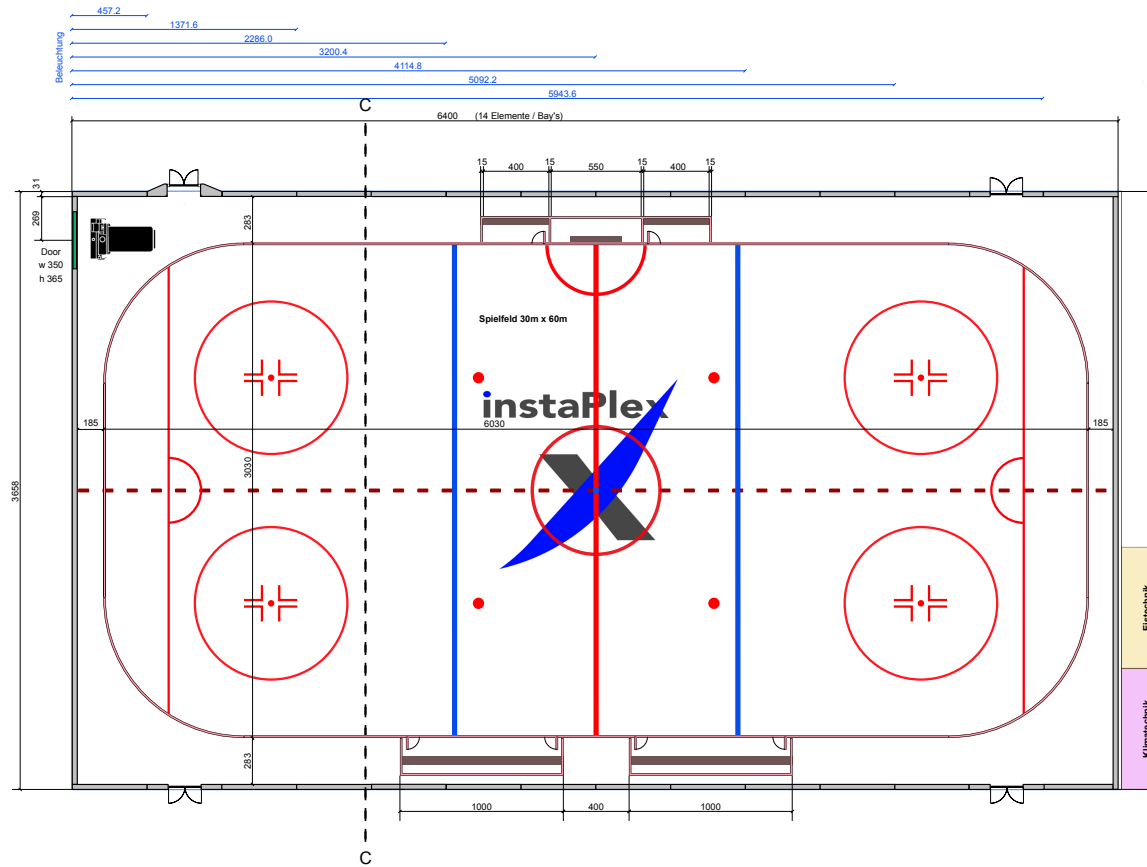 457.2
1371.6
2286.0
3200.4
4114.8
5092.2
5943.6
Beleuchtung
C
6400 (14 Elemente / Bay's)
15 400 15 550 15 400 15
31
269
283
Door
w 350
h 365
Spielfeld 30m x 60m
instaPlex
185 6030 185
3030
3658
Eistechnik
Klimatechnik
283
1000 400 1000
C